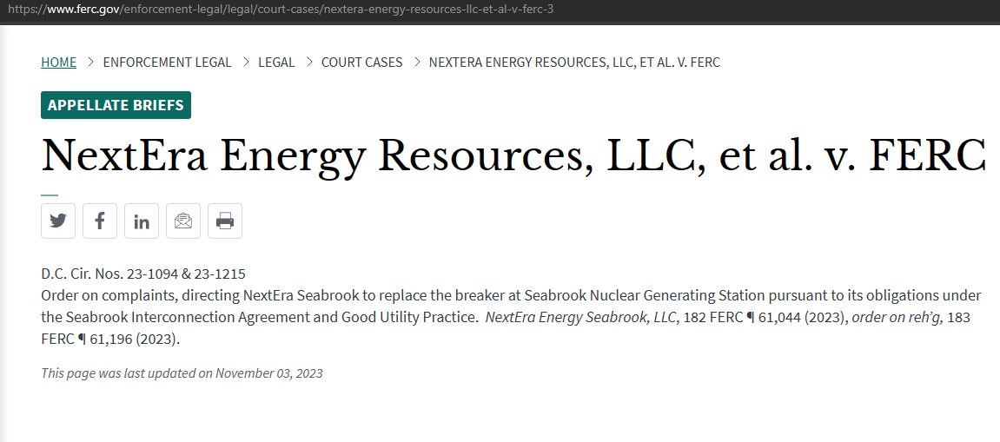 https://www.ferc.gov/enforcement-legal/legal/court-cases/nextera-energy-resources-llc-et-al-v-ferc-3
HOME > ENFORCEMENT LEGAL > LEGAL > COURT CASES > NEXTERA ENERGY RESOURCES, LLC, ET AL. V. FERC
APPELLATE BRIEFS
NextEra Energy Resources, LLC, et al. v. FERC
D.C. Cir. Nos. 23-1094 & 23-1215
Order on complaints, directing NextEra Seabrook to replace the breaker at Seabrook Nuclear Generating Station pursuant to its obligations under
the Seabrook Interconnection Agreement and Good Utility Practice.  NextEra Energy Seabrook, LLC, 182 FERC ¶ 61,044 (2023), order on reh’g, 183
FERC ¶ 61,196 (2023).
This page was last updated on November 03, 2023